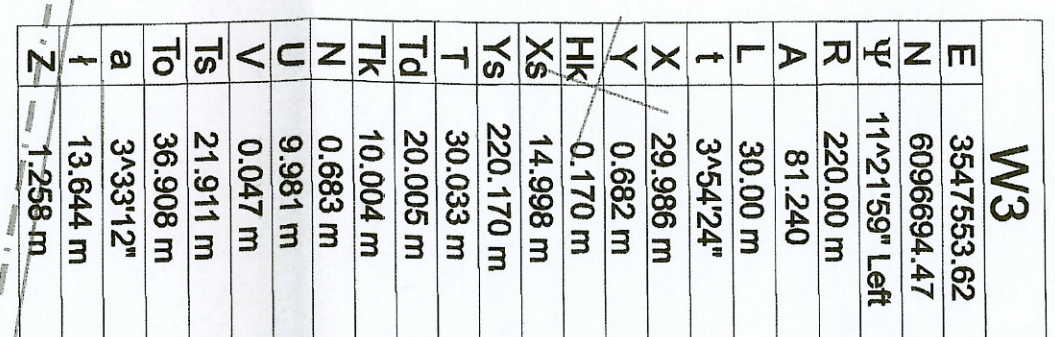 W3
E 3547553.62
N 6096694.47
Ψ 11^21'59" Left
R 220.00 m
A 81.240
L 30.00 m
t 3^54'24"
X 29.986 m
Y 0.682 m
Hk 0.170 m
Xs 14.998 m
Ys 220.170 m
T 30.033 m
Td 20.005 m
Tk 10.004 m
N 0.683 m
U 9.981 m
V 0.047 m
Ts 21.911 m
To 36.908 m
a 3^33'12"
ł 13.644 m
Z 1.258 m